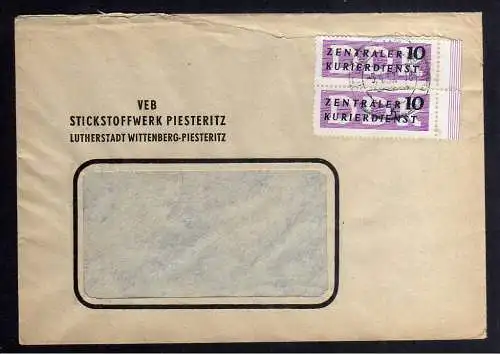 ZENTRALER 10
KURIERDIENST
ZENTRALER 10
KURIERDIENST
VEB
STICKSTOFFWERK PIESTERITZ
LUTHERSTADT WITTENBERG-PIESTERITZ